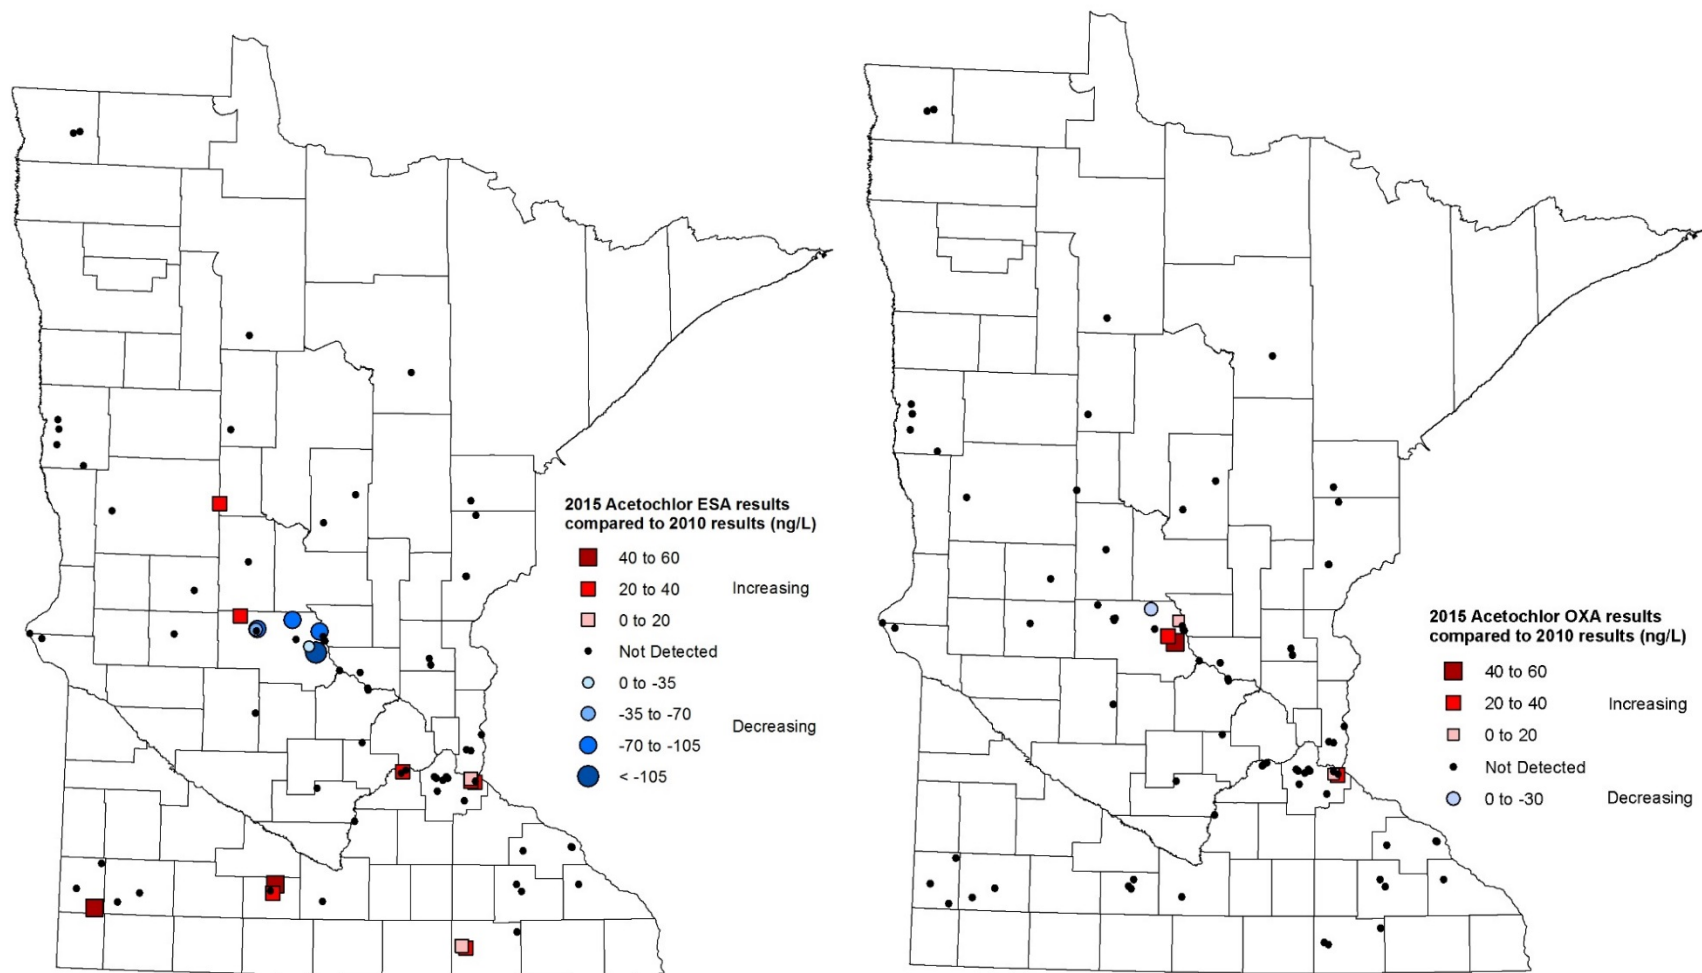 2015 Acetochlor ESA results
compared to 2010 results (ng/L)
40 to 60
20 to 40 Increasing
0 to 20
Not Detected
0 to -35
-35 to -70
Decreasing
-70 to -105
< -105
2015 Acetochlor OXA results
compared to 2010 results (ng/L)
40 to 60
20 to 40 Increasing
0 to 20
Not Detected
0 to -30 Decreasing